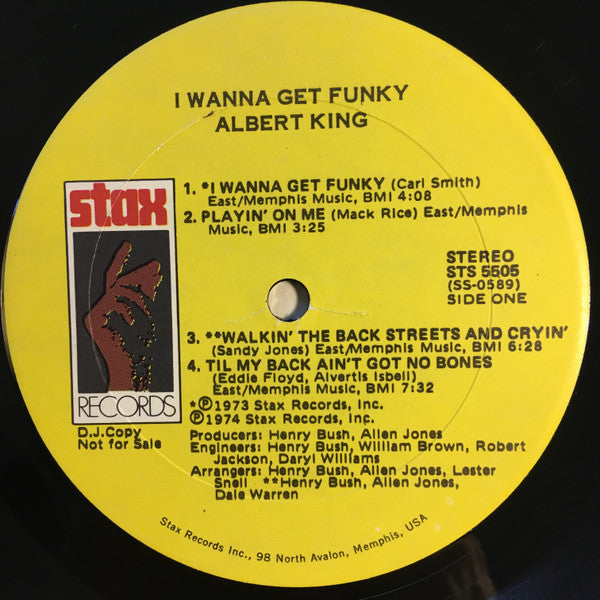 I WANNA GET FUNKY
ALBERT KING
1. *I WANNA GET FUNKY (Carl Smith)
East/Memphis Music, BMI 4:08
2. PLAYIN' ON ME (Mack Rice) East/Memphis
Music, BMI 3:25
stax
RECORDS
D.J.Copy
Not for Sale
STEREO
STS 5505
(SS-0589)
SIDE ONE
3. **WALKIN' THE BACK STREETS AND CRYIN'
(Sandy Jones) East/Memphis Music, BMI 6:28
4. TIL MY BACK AIN'T GOT NO BONES
(Eddie Floyd, Alvertis Isbell)
East/Memphis Music, BMI 7:32
*Ⓟ1973 Stax Records, Inc.
Ⓟ1974 Stax Records, Inc.
Producers: Henry Bush, Allen Jones
Engineers: Henry Bush, William Brown, Robert
Jackson, Daryl Williams
Arrangers: Henry Bush, Allen Jones, Lester
Snell **Henry Bush, Allen Jones,
Dale Warren
Stax Records Inc., 98 North Avalon, Memphis, USA